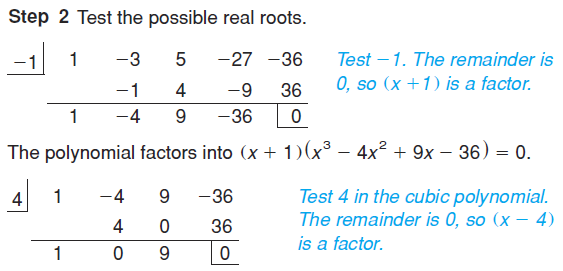 Step 2 Test the possible real roots.
-1 1 -3 5 -27 -36 Test -1. The remainder is
-1 4 -9 36 0, so (x + 1) is a factor.
1 -4 9 -36 0
The polynomial factors into (x + 1)(x³ - 4x² + 9x - 36) = 0.
4 1 -4 9 -36 Test 4 in the cubic polynomial.
4 0 36 The remainder is 0, so (x - 4)
1 0 9 0 is a factor.